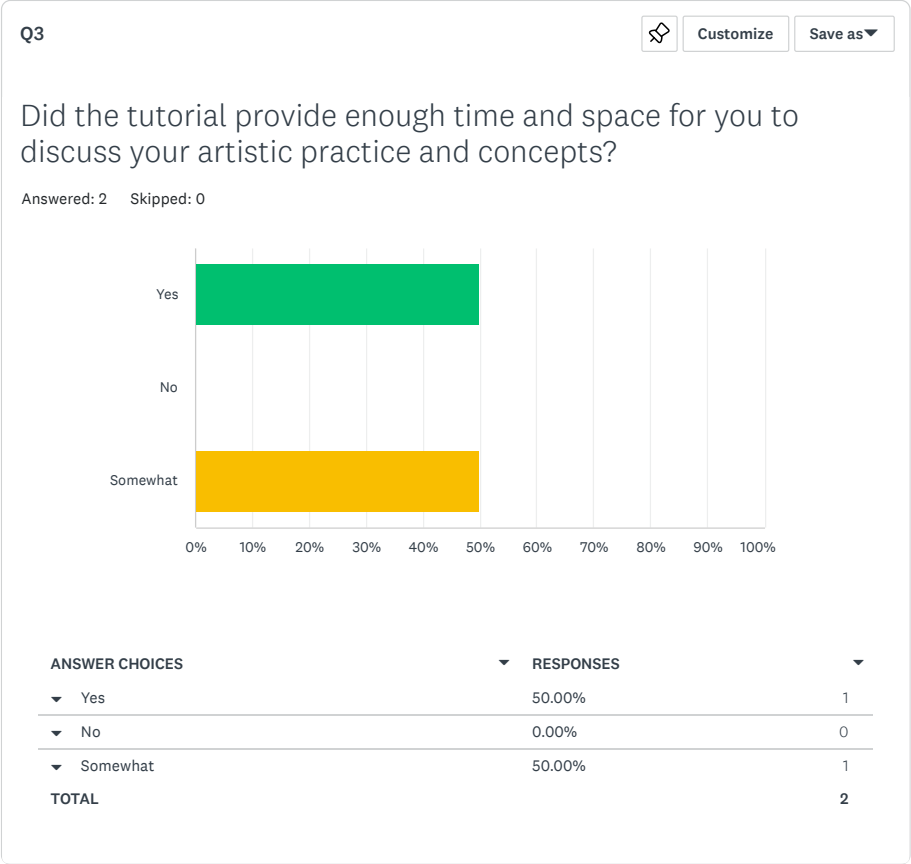 Q3
Customize
Save as
Did the tutorial provide enough time and space for you to
discuss your artistic practice and concepts?
Answered: 2 Skipped: 0
Yes
No
Somewhat
0% 10% 20% 30% 40% 50% 60% 70% 80% 90% 100%
ANSWER CHOICES RESPONSES
Yes 50.00% 1
No 0.00% 0
Somewhat 50.00% 1
TOTAL 2